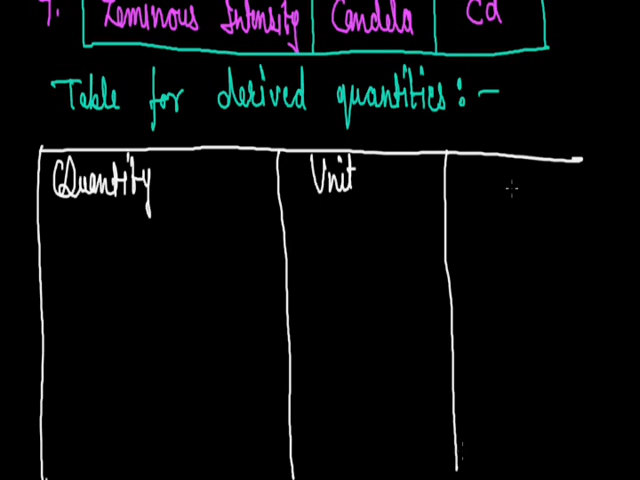 7. Luminous Intensity Candela Cd
Table for derived quantities :-
Quantity Unit